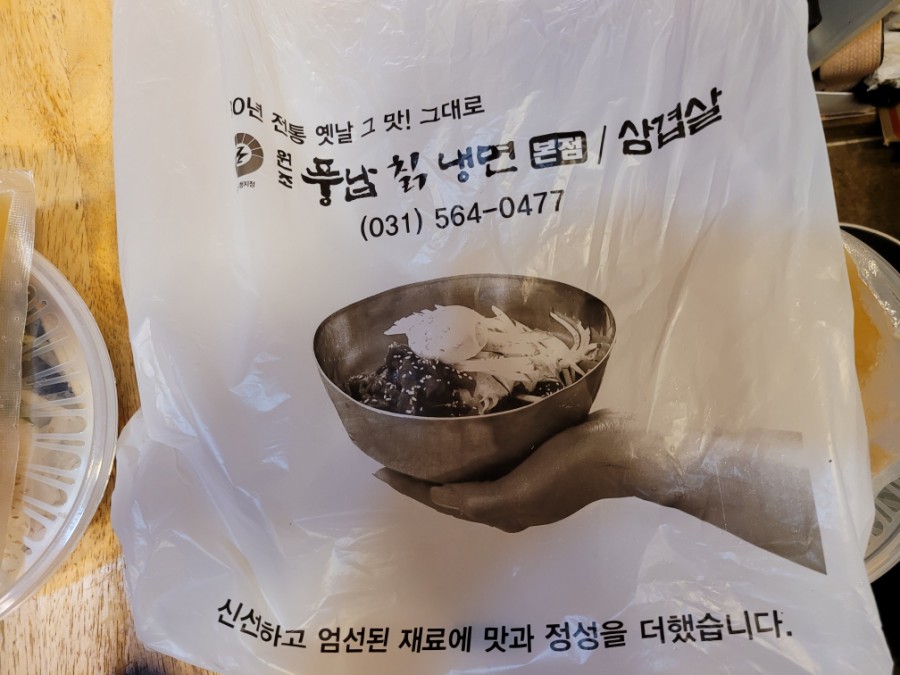 0년 전통 옛날 그 맛! 그대로
원조 풍남 칡 냉면 본점 / 삼겹살
(031) 564-0477
신선하고 엄선된 재료에 맛과 정성을 더했습니다.